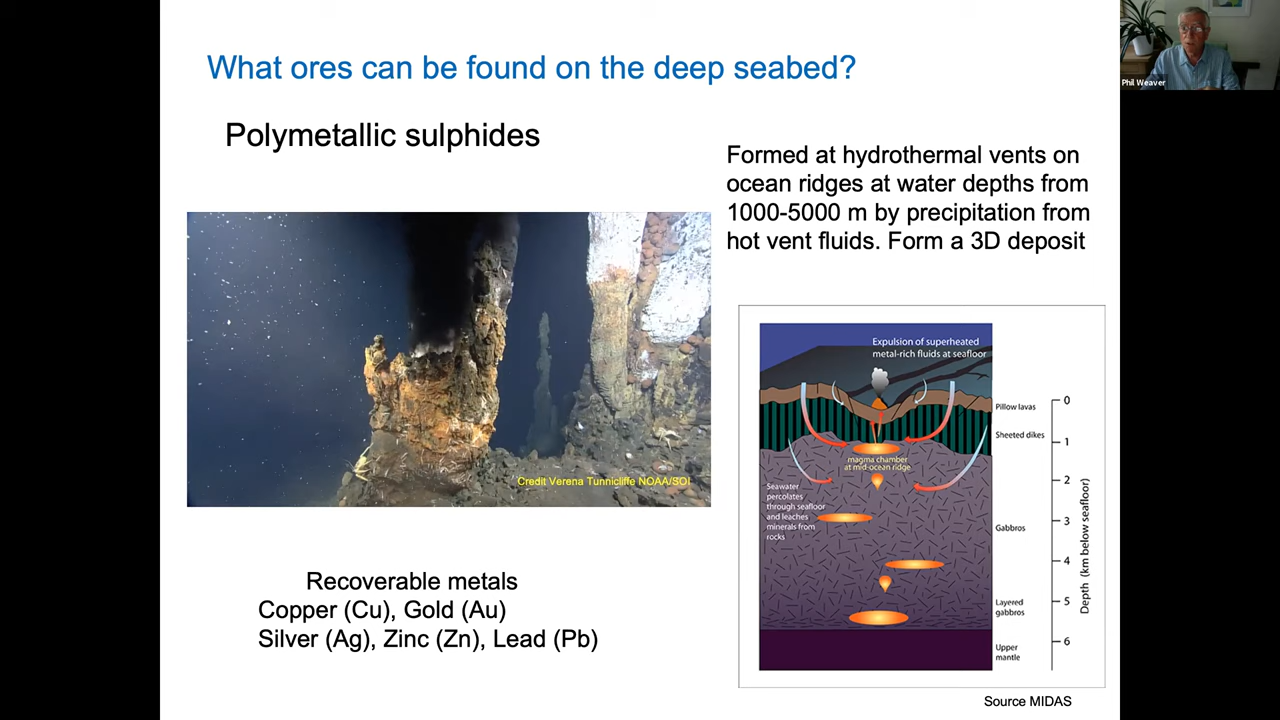 What ores can be found on the deep seabed?
Phil Weaver
Polymetallic sulphides
Formed at hydrothermal vents on
ocean ridges at water depths from
1000-5000 m by precipitation from
hot vent fluids. Form a 3D deposit
Credit Verena Tunnicliffe NOAA/SOI
Recoverable metals
Copper (Cu), Gold (Au)
Silver (Ag), Zinc (Zn), Lead (Pb)
Expulsion of superheated
metal-rich fluids at seafloor
magma chamber
at mid-ocean ridge
Seawater
percolates
through seafloor
and leaches
minerals from
rocks
Pillow lavas
Sheeted dikes
Gabbros
Layered
gabbros
Upper
mantle
0
1
2
3
4
5
6
Depth (km below seafloor)
Source MIDAS